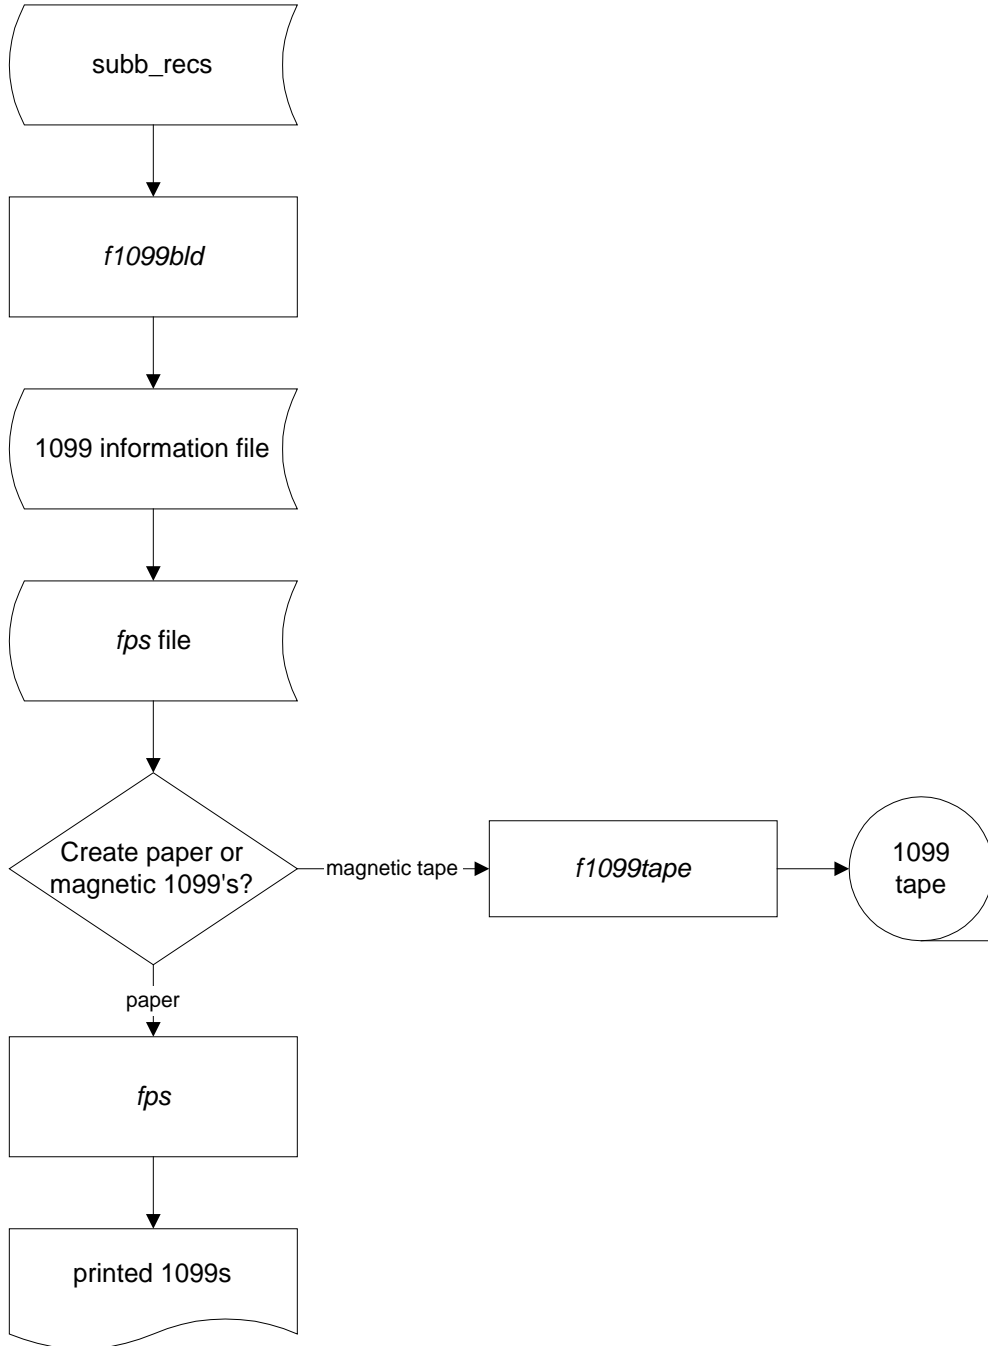 subb_recs
f1099bld
1099 information file
fps file
Create paper or
magnetic 1099's?
magnetic tape
f1099tape
1099
tape
paper
fps
printed 1099s